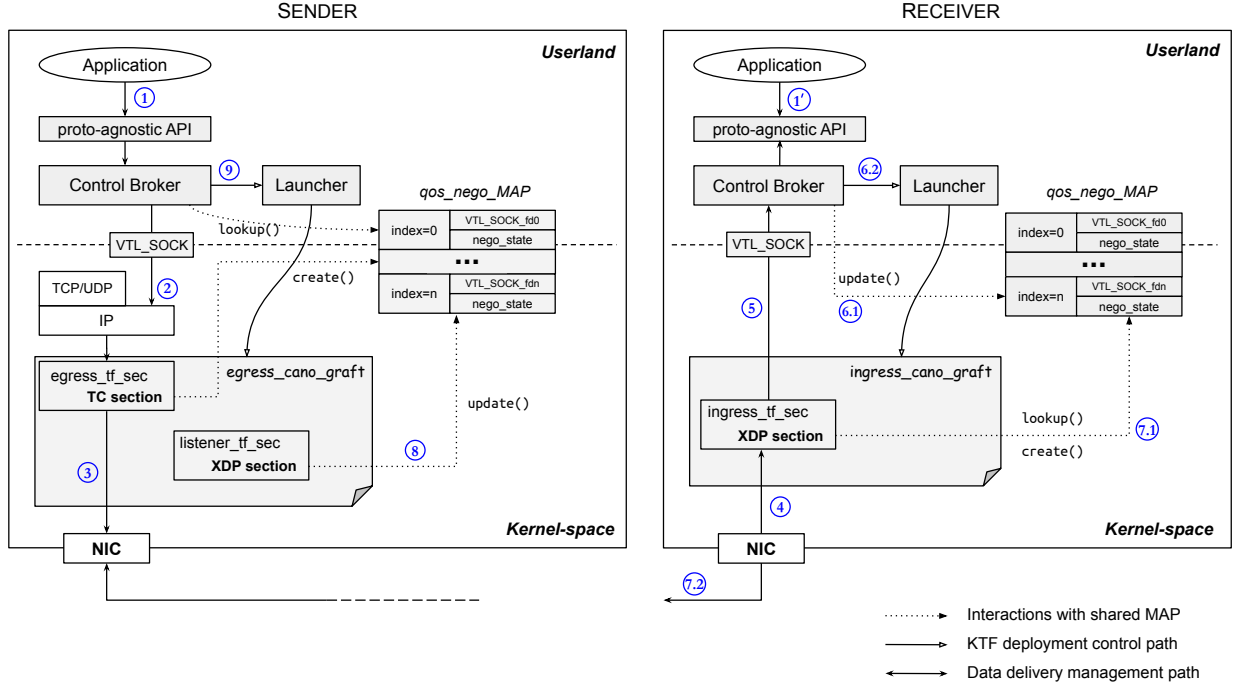 SENDER
Userland
Application
1
proto-agnostic API
9
Control Broker
Launcher
qos_nego_MAP
lookup()
index=0
VTL_SOCK_fd0
nego_state
VTL_SOCK
...
create()
TCP/UDP
2
index=n
VTL_SOCK_fdn
nego_state
IP
egress_tf_sec
TC section
egress_cano_graft
update()
listener_tf_sec
XDP section
8
3
Kernel-space
NIC
RECEIVER
Userland
Application
1′
proto-agnostic API
6.2
Control Broker
Launcher
qos_nego_MAP
index=0
VTL_SOCK_fd0
nego_state
VTL_SOCK
...
update()
index=n
VTL_SOCK_fdn
nego_state
5
6.1
ingress_cano_graft
ingress_tf_sec
XDP section
lookup()
7.1
create()
4
Kernel-space
NIC
7.2
Interactions with shared MAP
KTF deployment control path
Data delivery management path